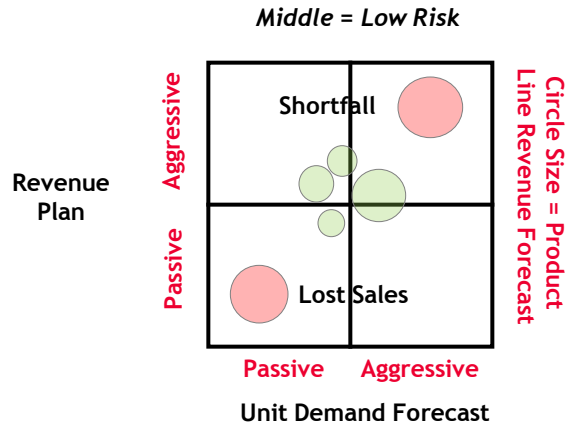 Middle = Low Risk
Shortfall
Aggressive
Circle Size = Product
Line Revenue Forecast
Revenue
Plan
Passive
Lost Sales
Passive
Aggressive
Unit Demand Forecast